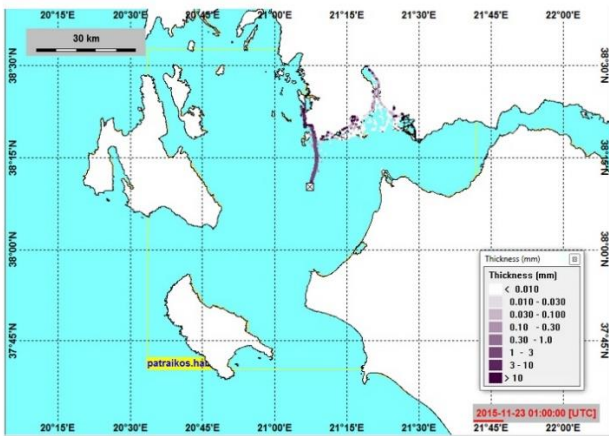 20°15'E 20°30'E 20°45'E 21°00'E 21°15'E 21°30'E 21°45'E 22°00'E
30 km
38°30'N 38°30'N
38°15'N 38°15'N
38°00'N 38°00'N
37°45'N 37°45'N
Thickness (mm)
Thickness (mm)
< 0.010
0.010 - 0.030
0.030 - 0.100
0.10 - 0.30
0.30 - 1.0
1 - 3
3 - 10
> 10
patraikos.hab
2015-11-23 01:00:00 [UTC]
20°15'E 20°30'E 20°45'E 21°00'E 21°15'E 21°30'E 21°45'E 22°00'E